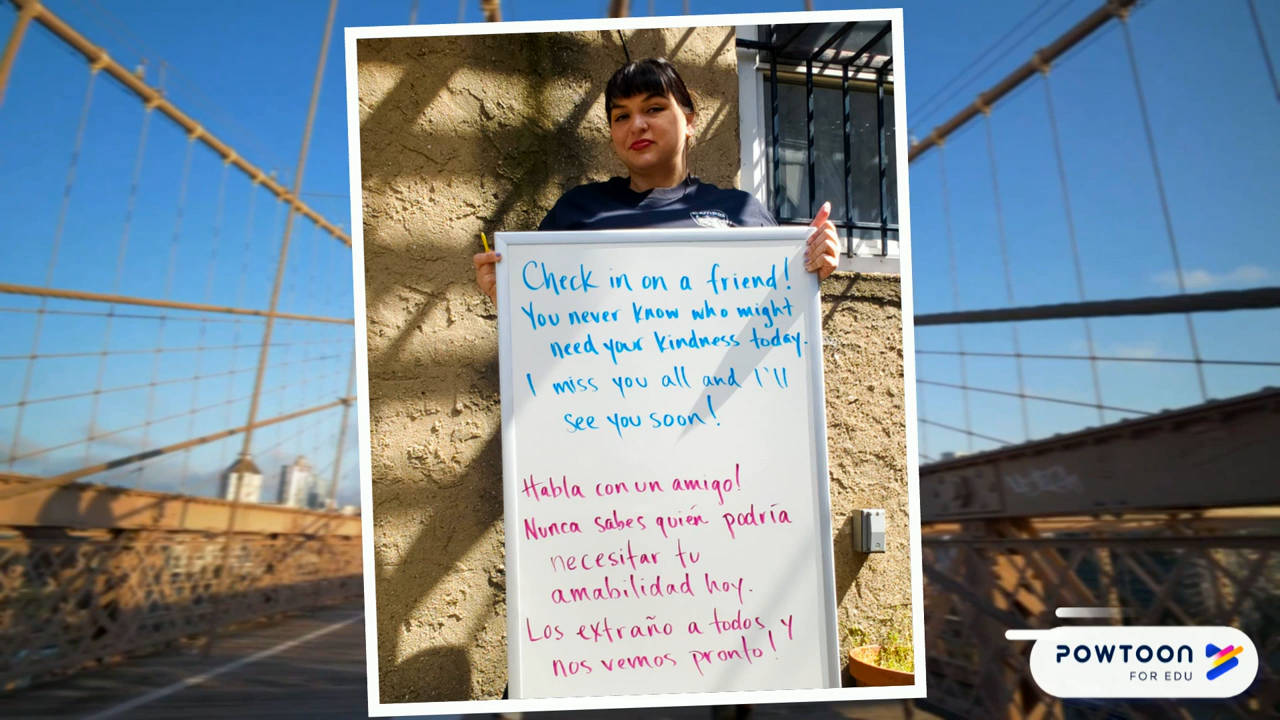 Check in on a friend!
You never know who might
need your kindness today.
I miss you all and I'll
see you soon!
Habla con un amigo!
Nunca sabes quién podría
necesitar tu
amabilidad hoy.
Los extraño a todos y
nos vemos pronto!
POWTOON
FOR EDU